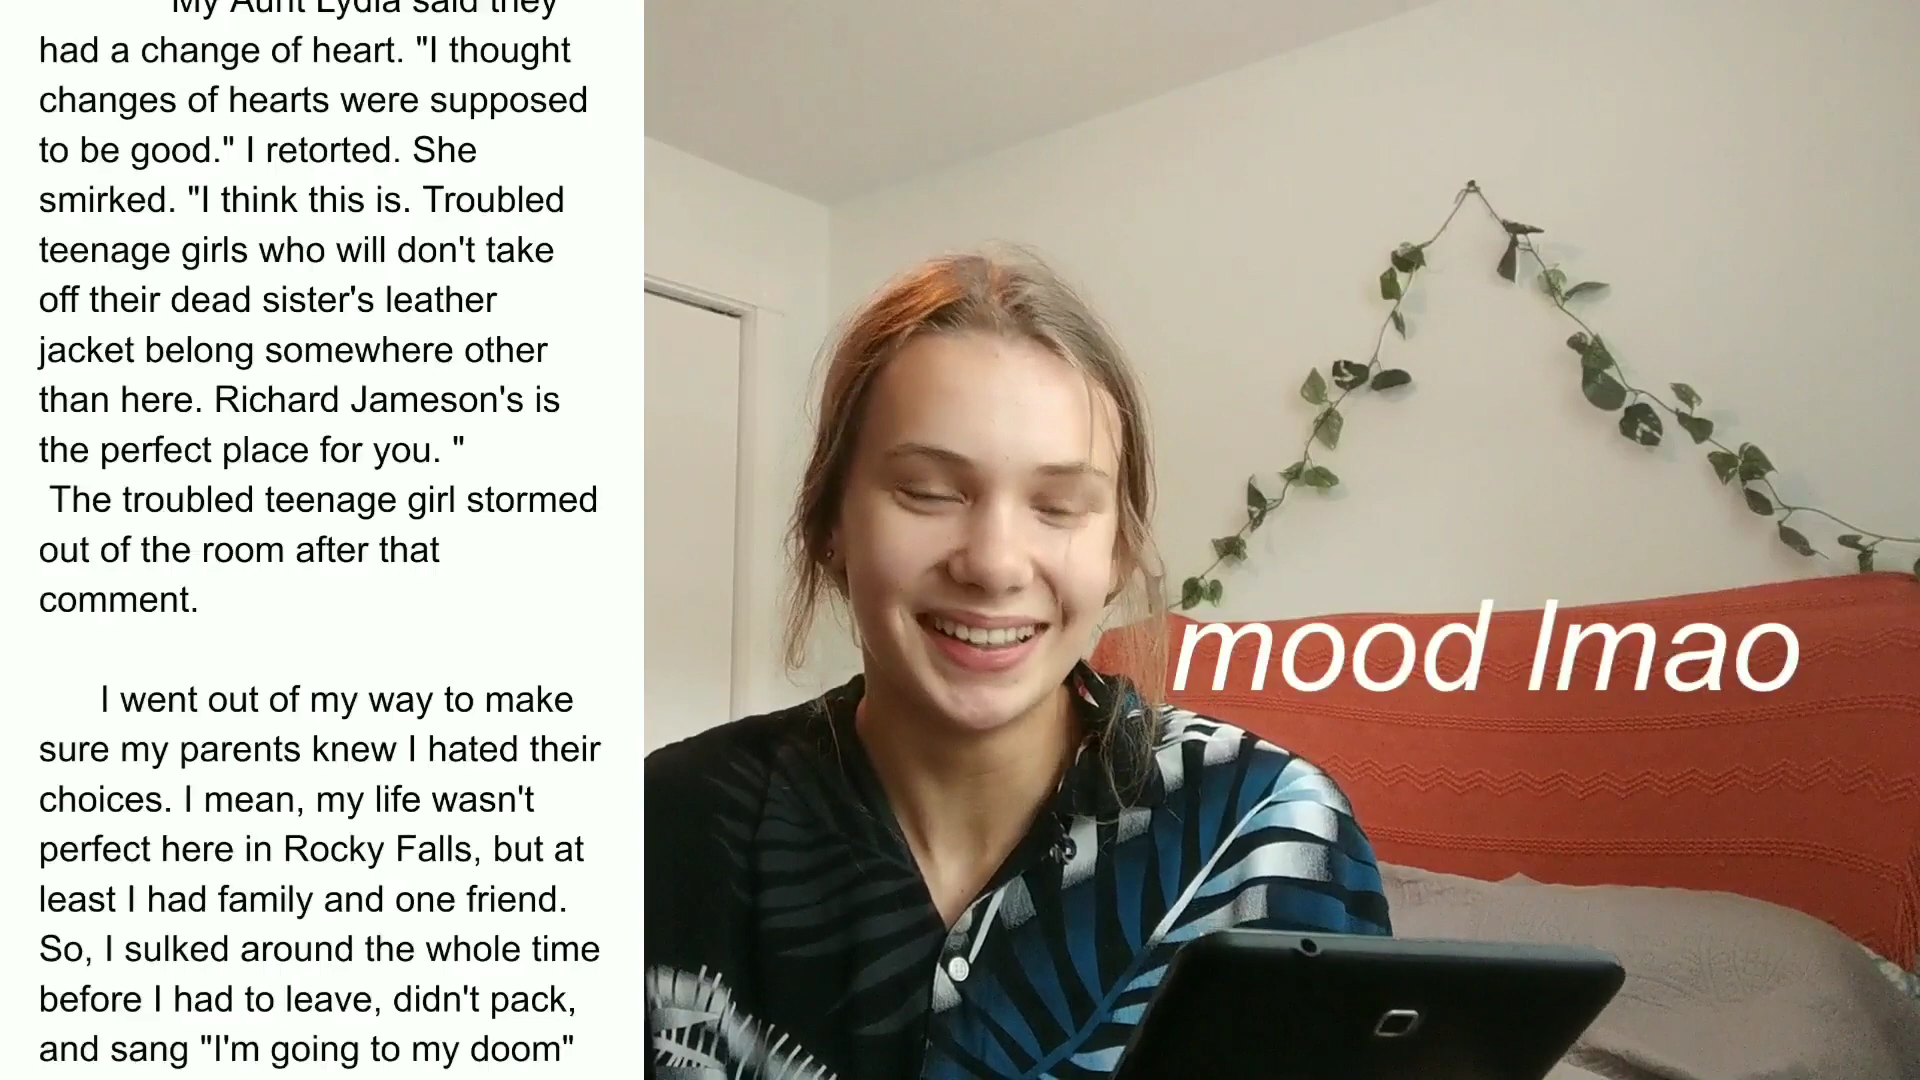 My Aunt Lydia said they
had a change of heart. "I thought
changes of hearts were supposed
to be good." I retorted. She
smirked. "I think this is. Troubled
teenage girls who will don't take
off their dead sister's leather
jacket belong somewhere other
than here. Richard Jameson's is
the perfect place for you. "
The troubled teenage girl stormed
out of the room after that
comment.
I went out of my way to make
sure my parents knew I hated their
choices. I mean, my life wasn't
perfect here in Rocky Falls, but at
least I had family and one friend.
So, I sulked around the whole time
before I had to leave, didn't pack,
and sang "I'm going to my doom"
mood lmao